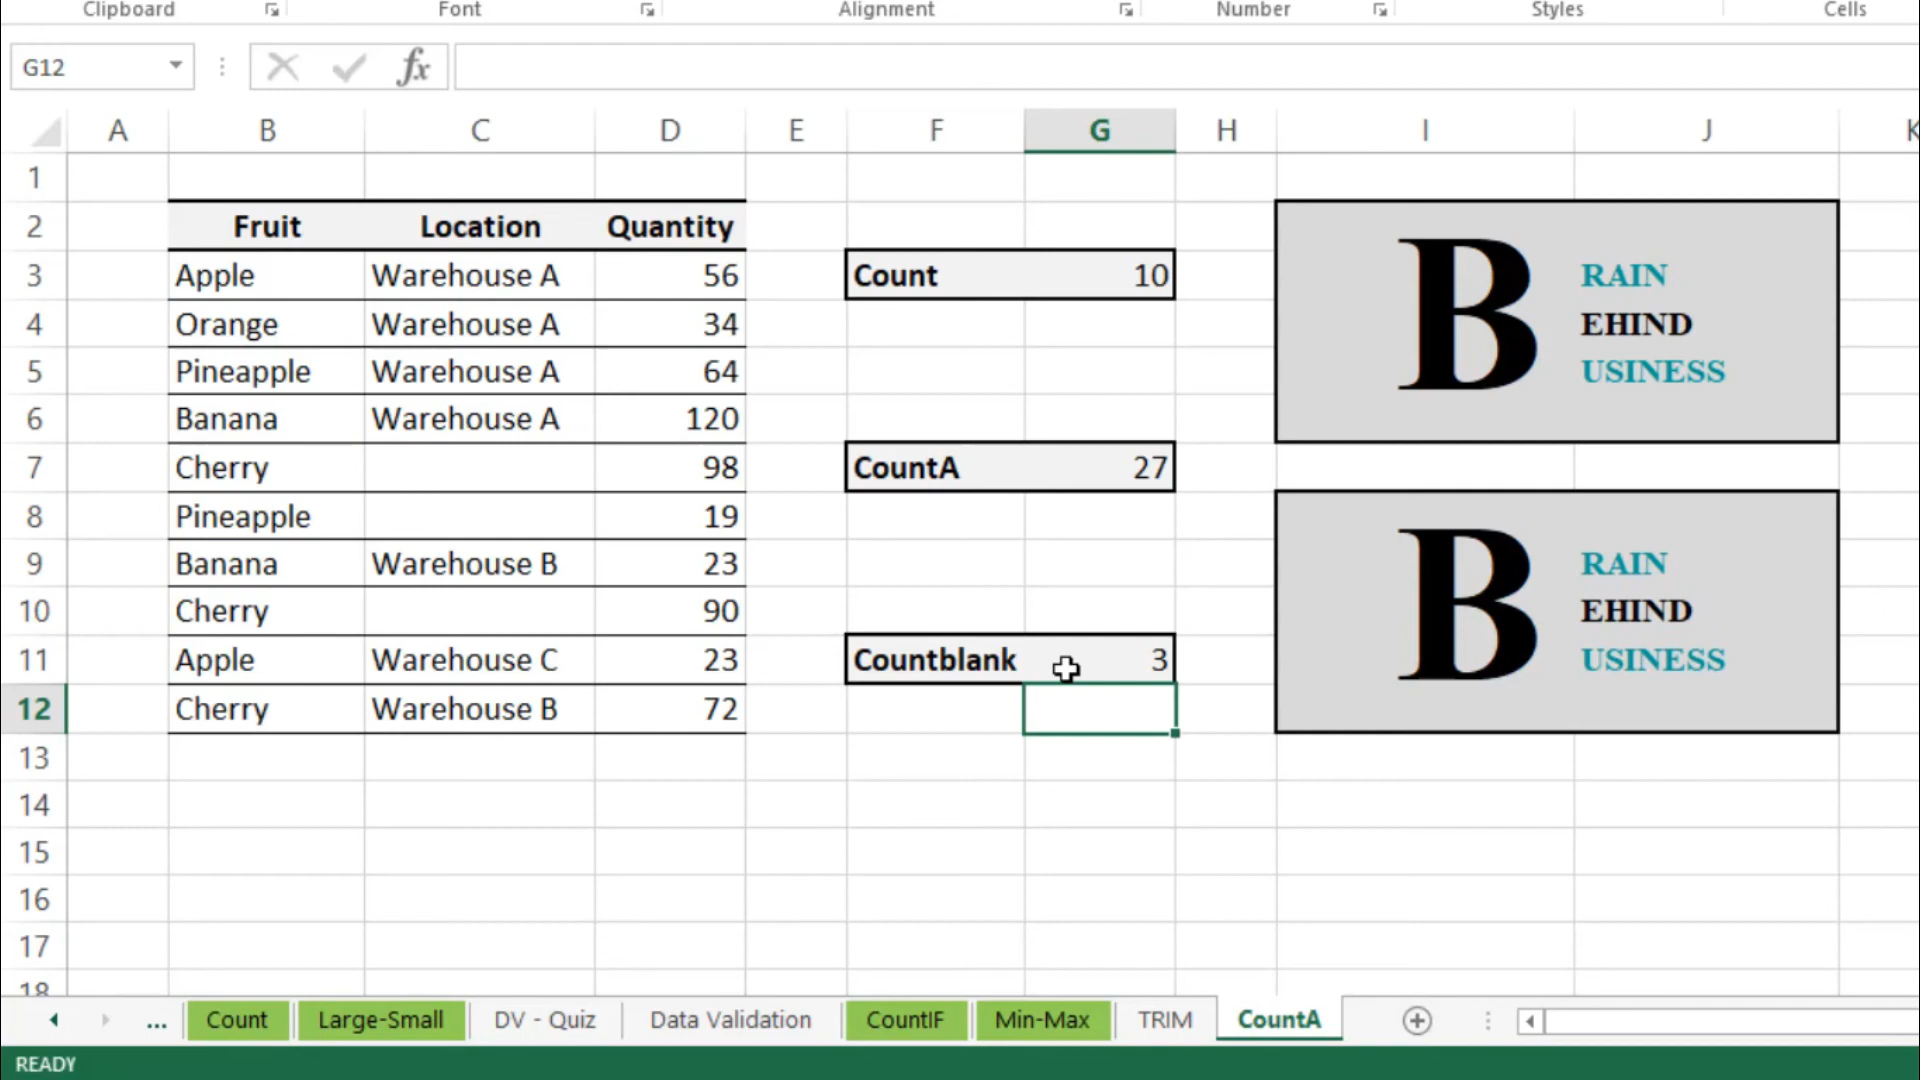 Clipboard Font Alignment Number Styles Cells
G12 fx
A B C D E F G H I J K
1
2 Fruit Location Quantity
3 Apple Warehouse A 56 Count 10 RAIN
4 Orange Warehouse A 34 B EHIND
5 Pineapple Warehouse A 64 USINESS
6 Banana Warehouse A 120
7 Cherry 98 CountA 27
8 Pineapple 19
9 Banana Warehouse B 23 RAIN
10 Cherry 90 B EHIND
11 Apple Warehouse C 23 Countblank 3 USINESS
12 Cherry Warehouse B 72
13
14
15
16
17
18
... Count Large-Small DV - Quiz Data Validation CountIF Min-Max TRIM CountA
READY